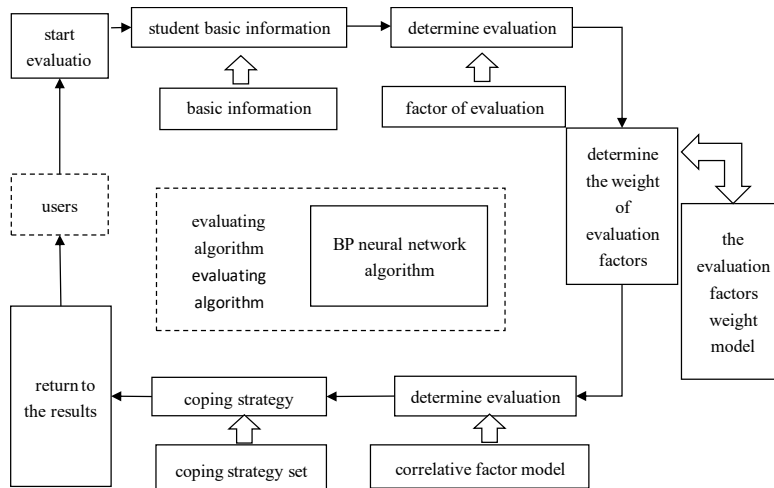 start
evaluatio
student basic information
determine evaluation
basic information
factor of evaluation
determine
the weight
of
evaluation
factors
the
evaluation
factors
weight
model
users
evaluating
algorithm
evaluating
algorithm
BP neural network
algorithm
return to
the results
coping strategy
determine evaluation
coping strategy set
correlative factor model